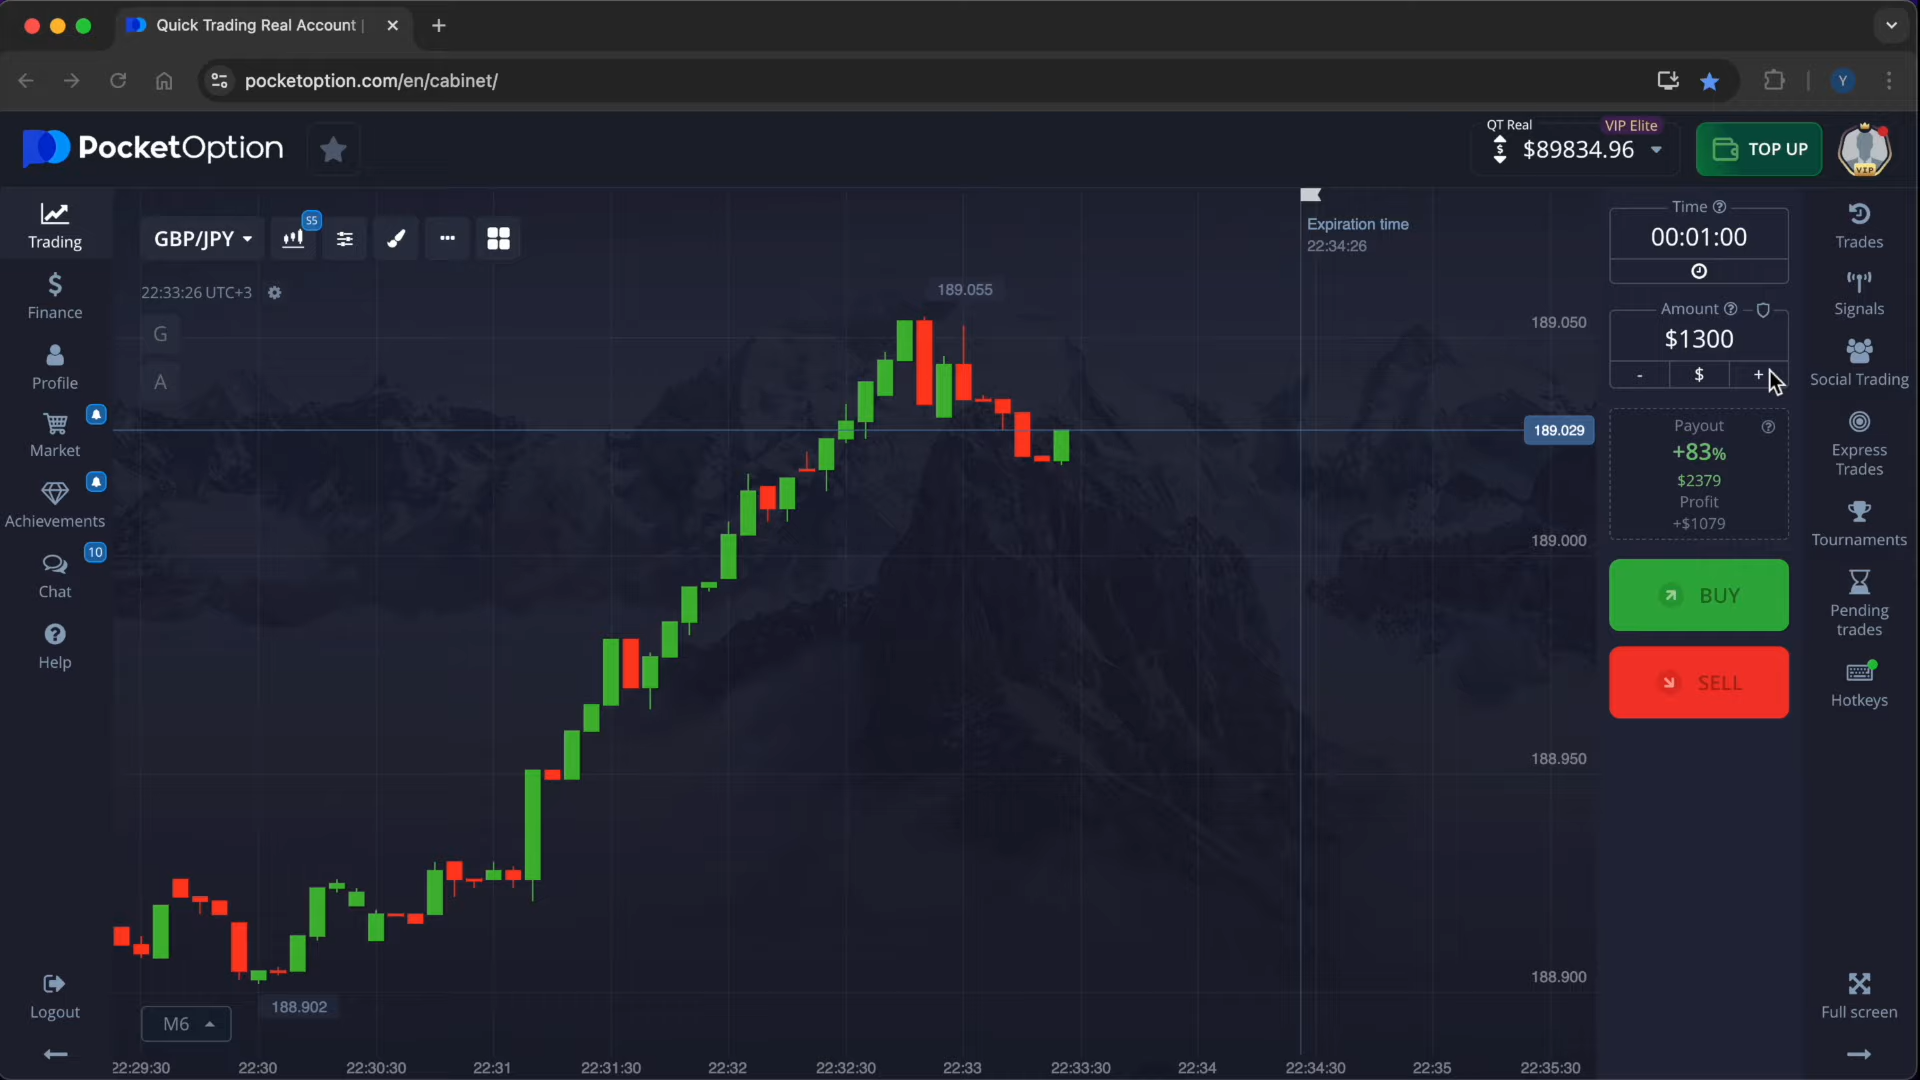 Quick Trading Real Account |
pocketoption.com/en/cabinet/
Y
PocketOption
QT Real
VIP Elite
$89834.96
TOP UP
VIP
Trading
Finance
Profile
Market
Achievements
10
Chat
Help
Logout
GBP/JPY
S5
22:33:26 UTC+3
G
A
189.055
188.902
M6
Expiration time
22:34:26
189.050
189.029
189.000
188.950
188.900
22:29:30
22:30
22:30:30
22:31
22:31:30
22:32
22:32:30
22:33
22:33:30
22:34
22:34:30
22:35
22:35:30
Time
00:01:00
Amount
$1300
- $ +
Payout
+83%
$2379
Profit
+$1079
BUY
SELL
Trades
Signals
Social Trading
Express
Trades
Tournaments
Pending
trades
Hotkeys
Full screen